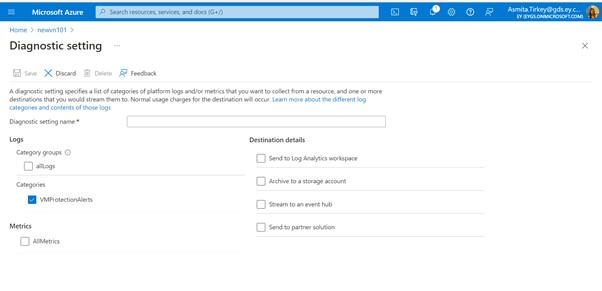 Microsoft Azure
Search resources, services, and docs (G+/)
1
Asmita.Tirkey@gds.ey.c...
EY (EYGS.ONMICROSOFT.COM)
Home > newvn101 >
Diagnostic setting ...
Save Discard Delete Feedback
A diagnostic setting specifies a list of categories of platform logs and/or metrics that you want to collect from a resource, and one or more
destinations that you would stream them to. Normal usage charges for the destination will occur. Learn more about the different log
categories and contents of those logs
Diagnostic setting name *
Logs
Category groups
allLogs
Categories
VMProtectionAlerts
Metrics
AllMetrics
Destination details
Send to Log Analytics workspace
Archive to a storage account
Stream to an event hub
Send to partner solution